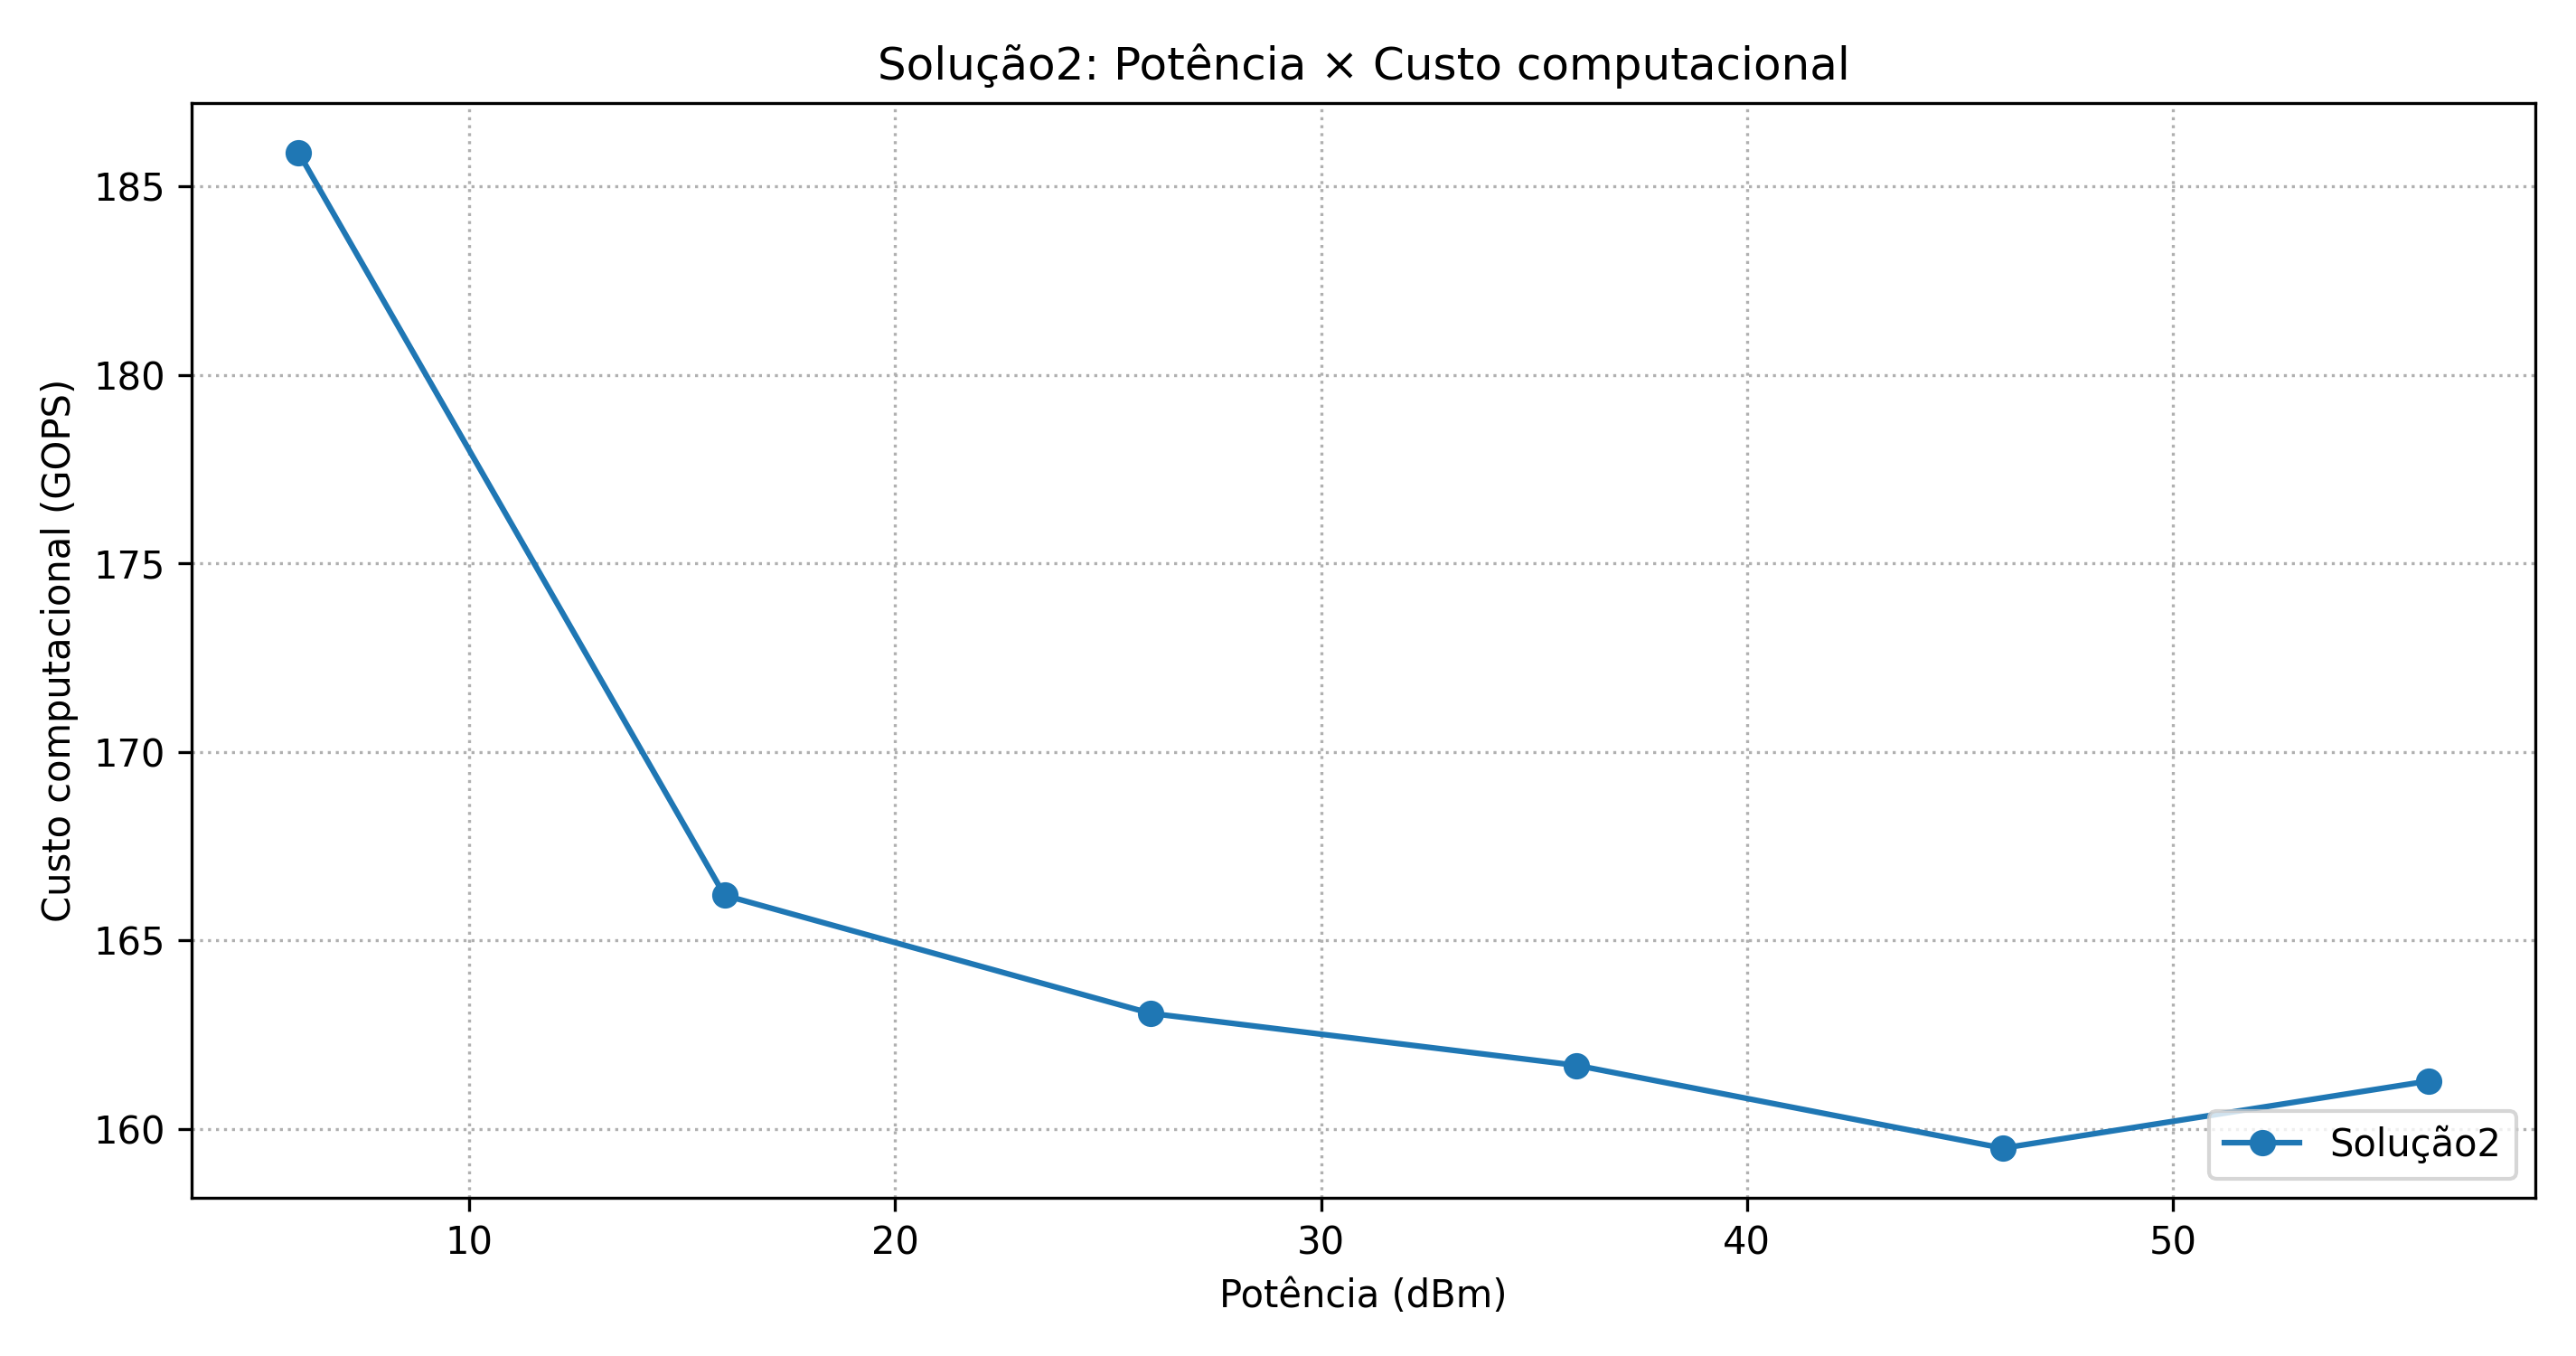 Solução2: Potência × Custo computacional
Custo computacional (GOPS)
185
180
175
170
165
160
Solução2
10 20 30 40 50
Potência (dBm)